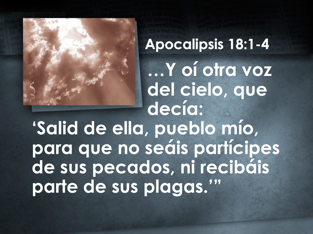 Apocalipsis 18:1-4
…Y oí otra voz
del cielo, que
decía:
‘Salid de ella, pueblo mío,
para que no seáis partícipes
de sus pecados, ni recibáis
parte de sus plagas.’”